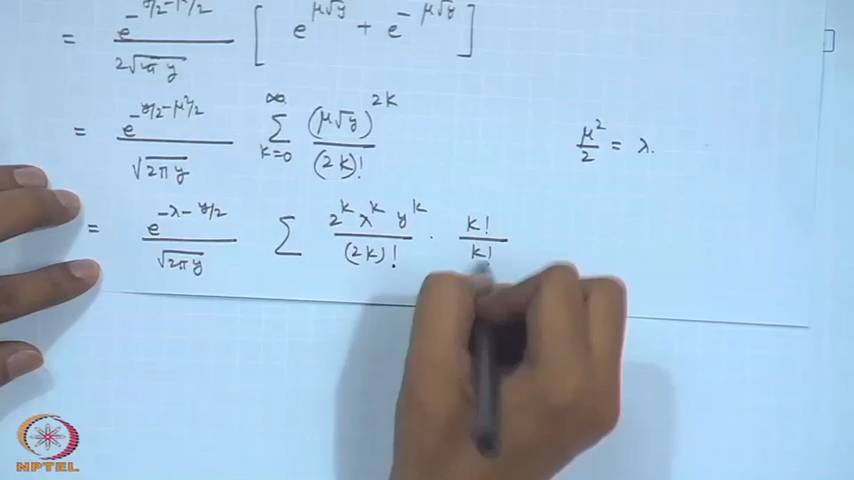 = e^{-y/2-μ²/2} / 2√(2πy) [ e^{μ√y} + e^{-μ√y} ]
= e^{-y/2-μ²/2} / √(2πy) Σ_{k=0}^{∞} (μ√y)^{2k} / (2k)! μ²/2 = λ.
= e^{-λ-y/2} / √(2πy) Σ 2^k λ^k y^k / (2k)! · k! / k!
NPTEL